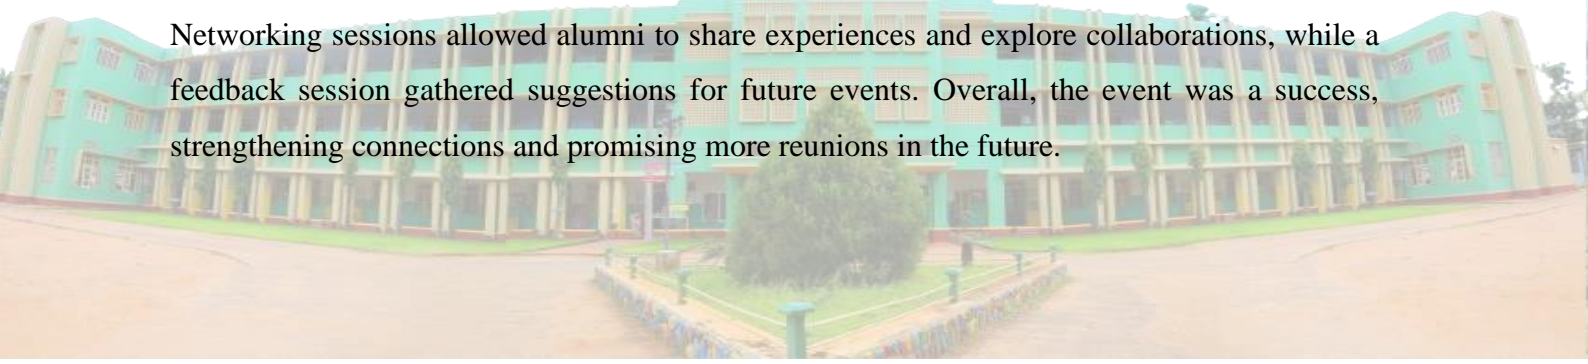 Networking sessions allowed alumni to share experiences and explore collaborations, while a
feedback session gathered suggestions for future events. Overall, the event was a success,
strengthening connections and promising more reunions in the future.